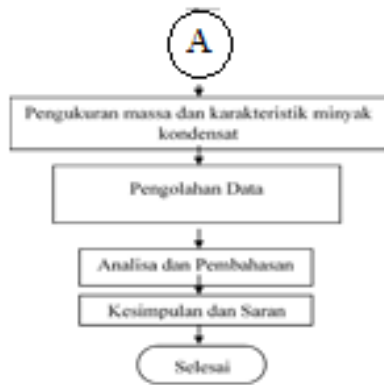 A
Pengukuran massa dan karakteristik minyak
kondensat
Pengolahan Data
Analisa dan Pembahasan
Kesimpulan dan Saran
Selesai